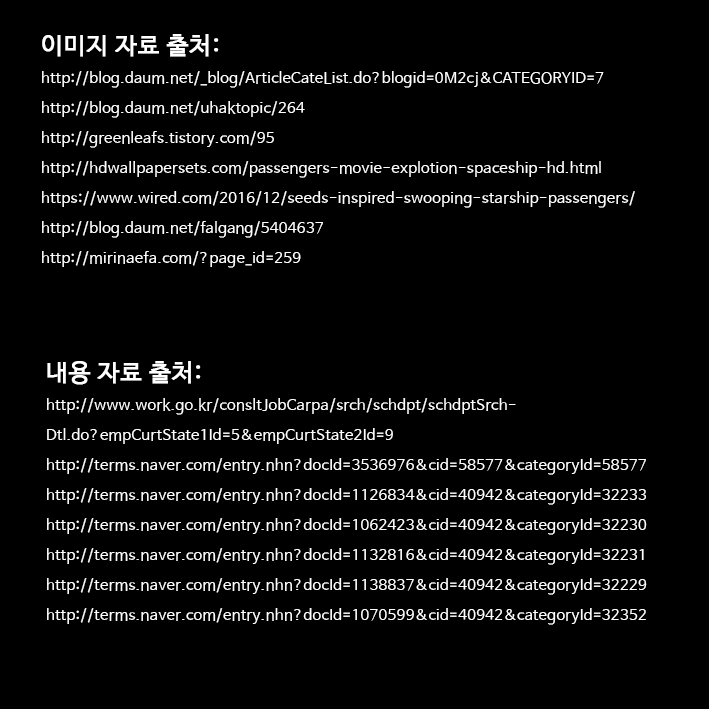 이미지 자료 출처:
http://blog.daum.net/_blog/ArticleCateList.do?blogid=0M2cj&CATEGORYID=7
http://blog.daum.net/uhaktopic/264
http://greenleafs.tistory.com/95
http://hdwallpapersets.com/passengers-movie-explotion-spaceship-hd.html
https://www.wired.com/2016/12/seeds-inspired-swooping-starship-passengers/
http://blog.daum.net/falgang/5404637
http://mirinaefa.com/?page_id=259
내용 자료 출처:
http://www.work.go.kr/consltJobCarpa/srch/schdpt/schdptSrch-
Dtl.do?empCurtState1Id=5&empCurtState2Id=9
http://terms.naver.com/entry.nhn?docId=3536976&cid=58577&categoryId=58577
http://terms.naver.com/entry.nhn?docId=1126834&cid=40942&categoryId=32233
http://terms.naver.com/entry.nhn?docId=1062423&cid=40942&categoryId=32230
http://terms.naver.com/entry.nhn?docId=1132816&cid=40942&categoryId=32231
http://terms.naver.com/entry.nhn?docId=1138837&cid=40942&categoryId=32229
http://terms.naver.com/entry.nhn?docId=1070599&cid=40942&categoryId=32352